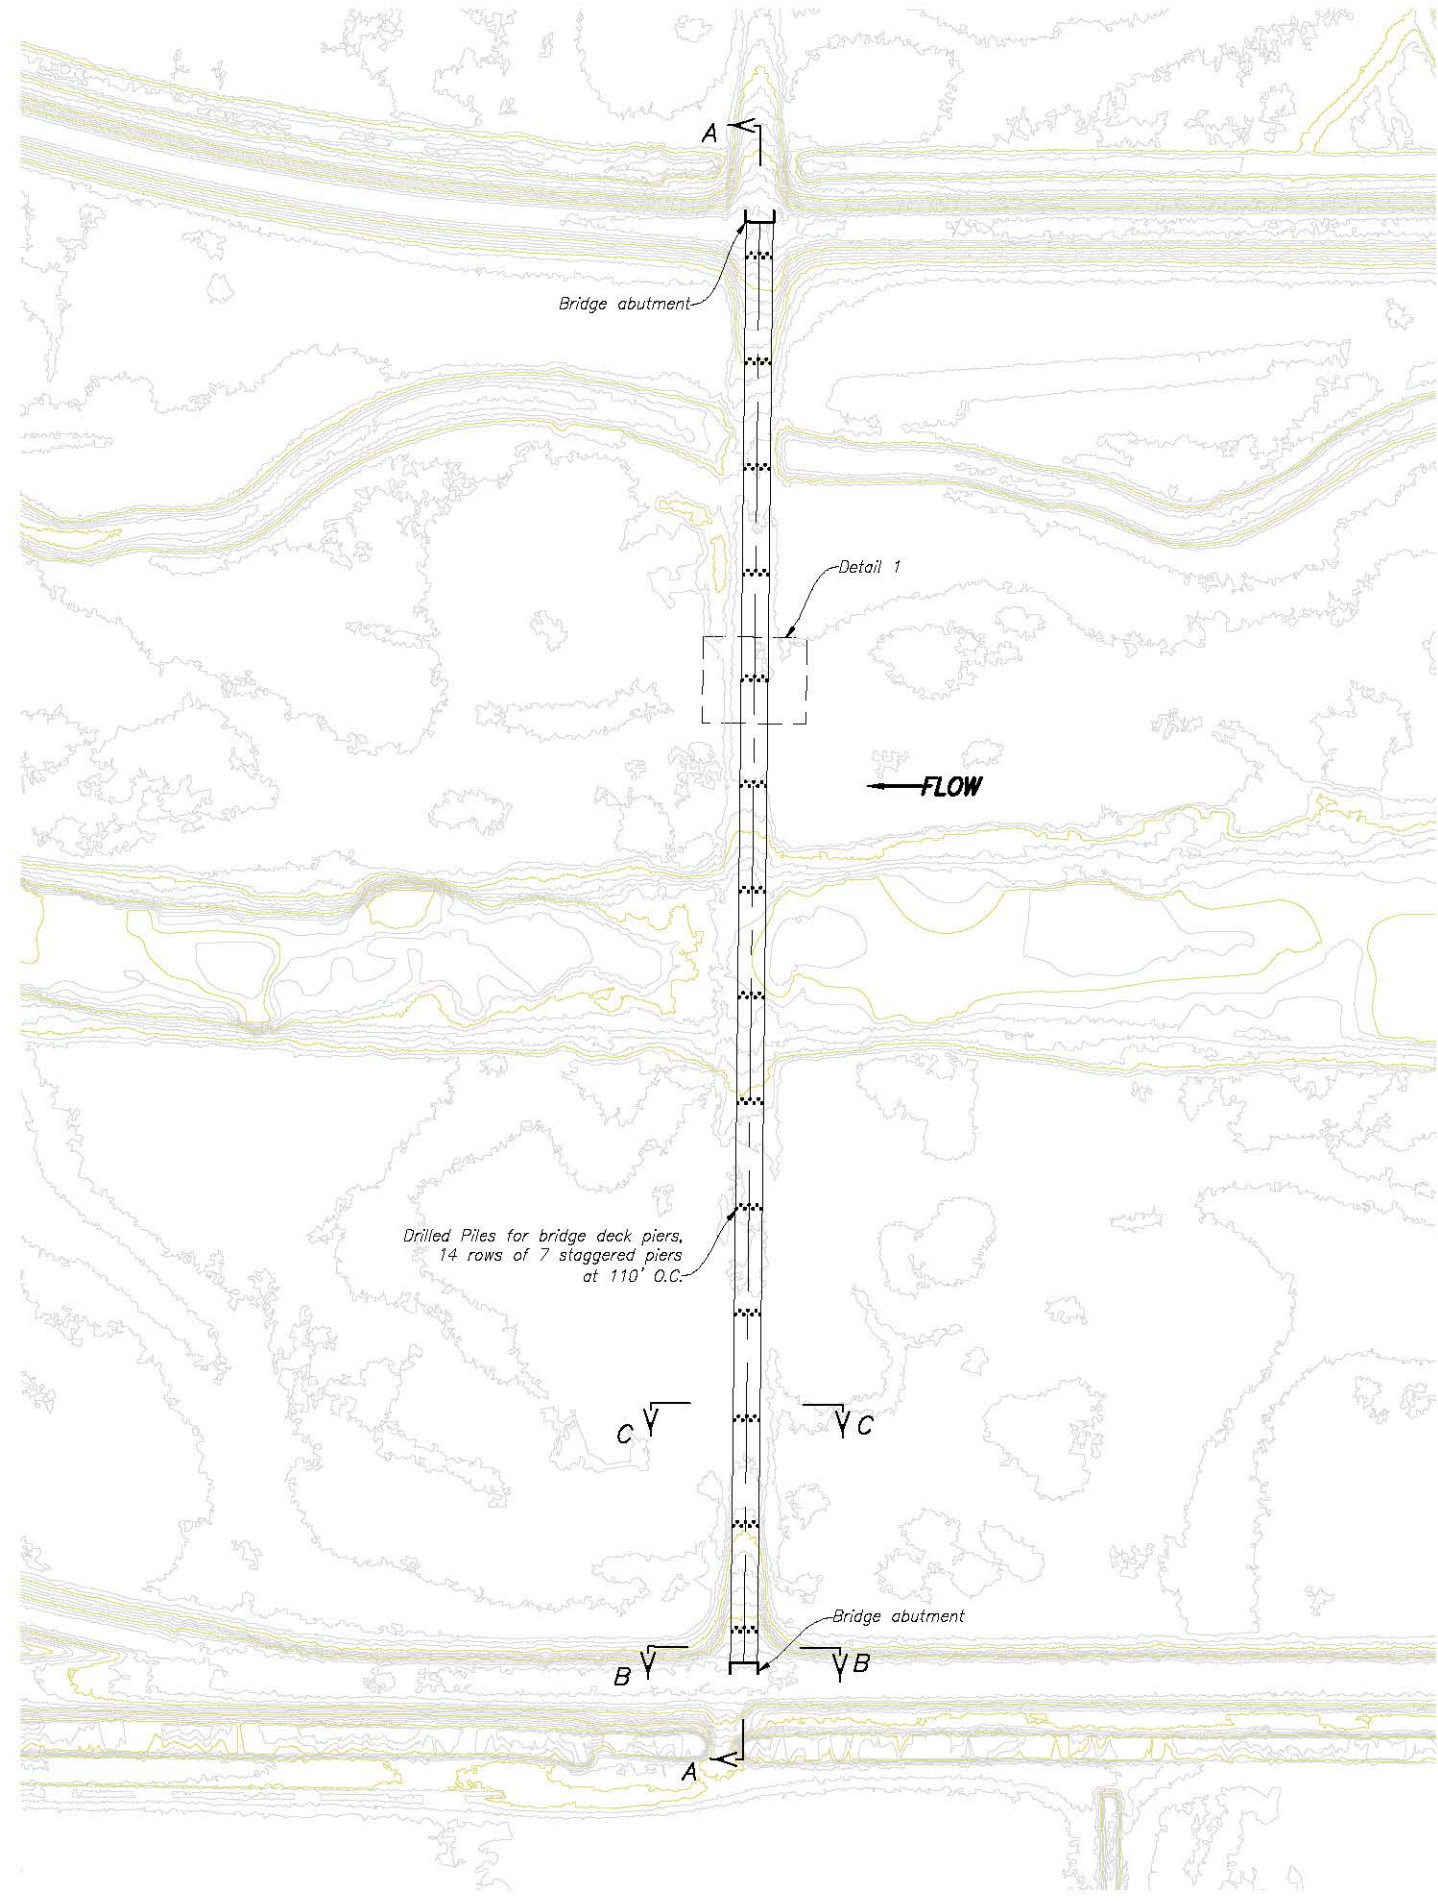 A
Bridge abutment
Detail 1
FLOW
Drilled Piles for bridge deck piers,
14 rows of 7 staggered piers
at 110' O.C.
C
C
Bridge abutment
B
B
A